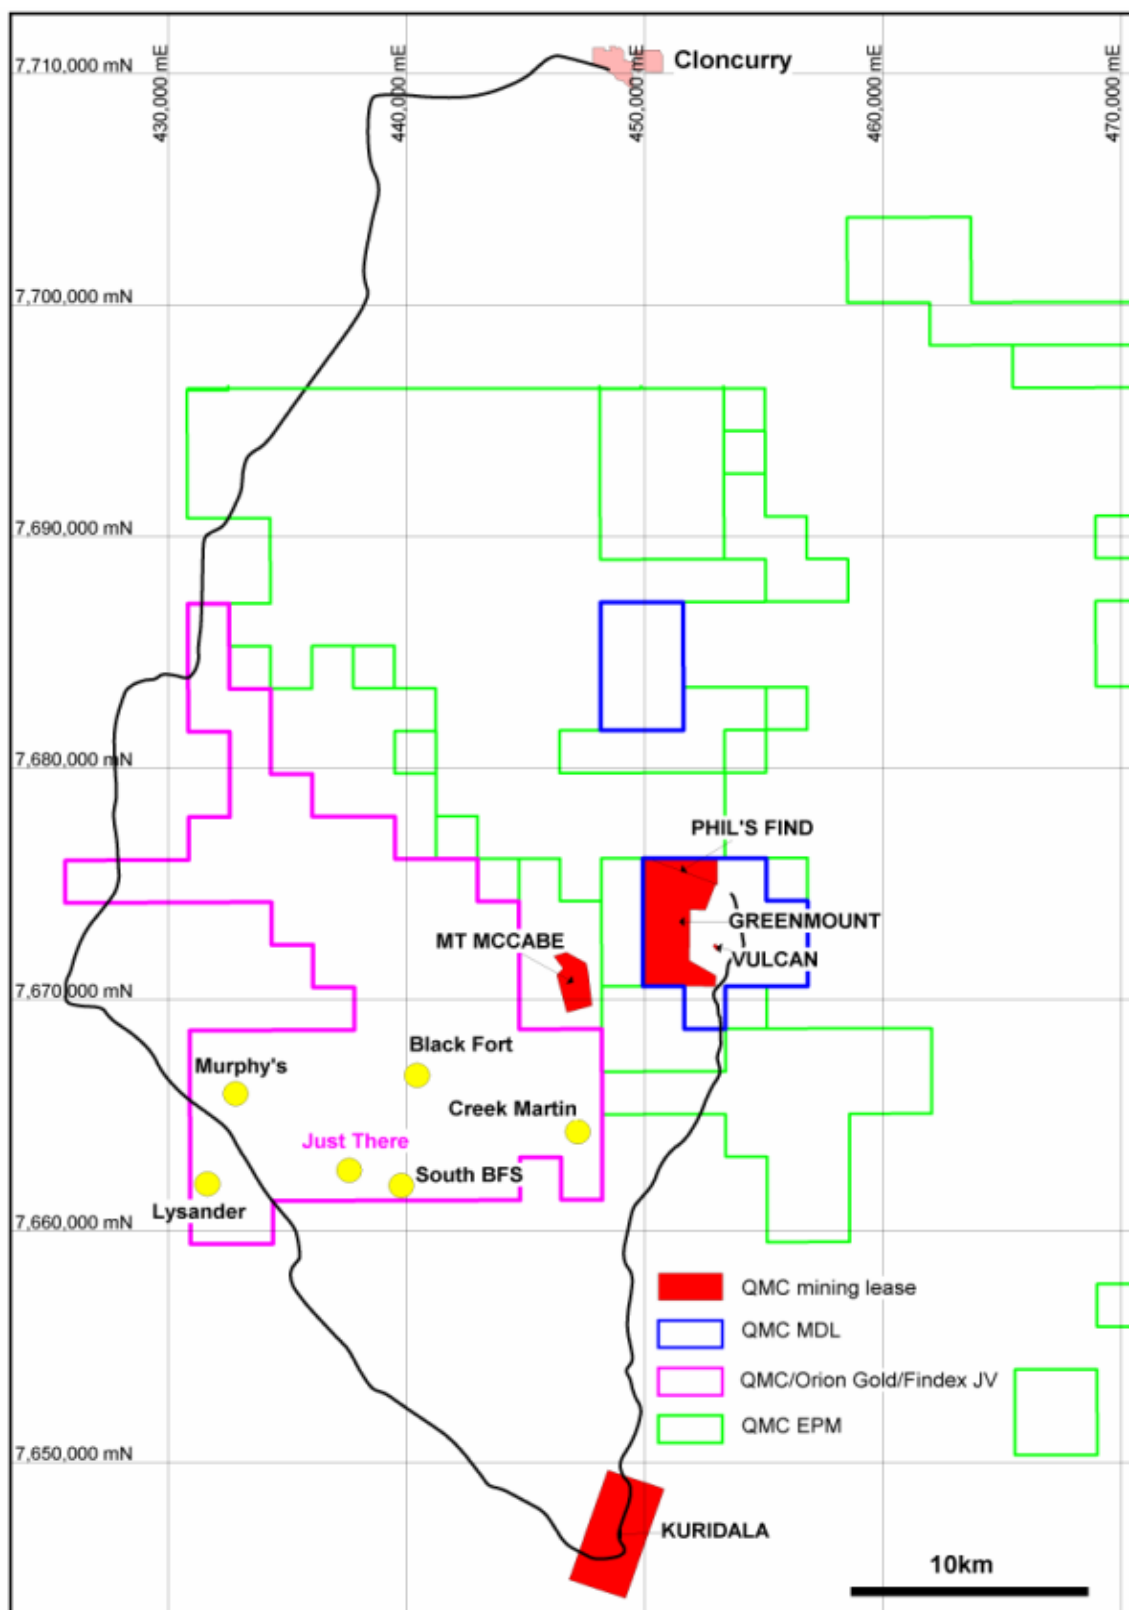 Cloncurry
7,710,000 mN
430,000 mE
440,000 mE
450,000 mE
460,000 mE
470,000 mE
7,700,000 mN
7,690,000 mN
7,680,000 mN
PHIL'S FIND
GREENMOUNT
MT MCCABE
VULCAN
7,670,000 mN
Black Fort
Murphy's
Creek Martin
Just There
South BFS
Lysander
7,660,000 mN
QMC mining lease
QMC MDL
QMC/Orion Gold/Findex JV
QMC EPM
7,650,000 mN
KURIDALA
10km